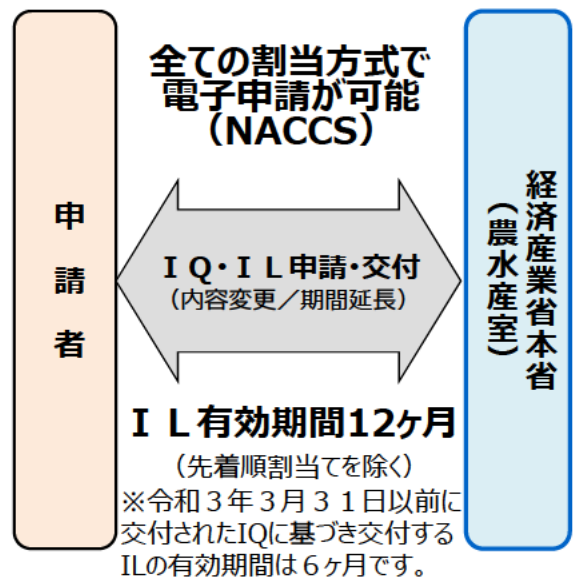 全ての割当方式で
電子申請が可能
（NACCS）
申請者
ＩＱ・ＩＬ申請・交付
（内容変更／期間延長）
経済産業省本省
（農水産室）
ＩＬ有効期間12ヶ月
（先着順割当てを除く）
※令和３年３月３１日以前に
交付されたIQに基づき交付する
ILの有効期間は６ヶ月です。